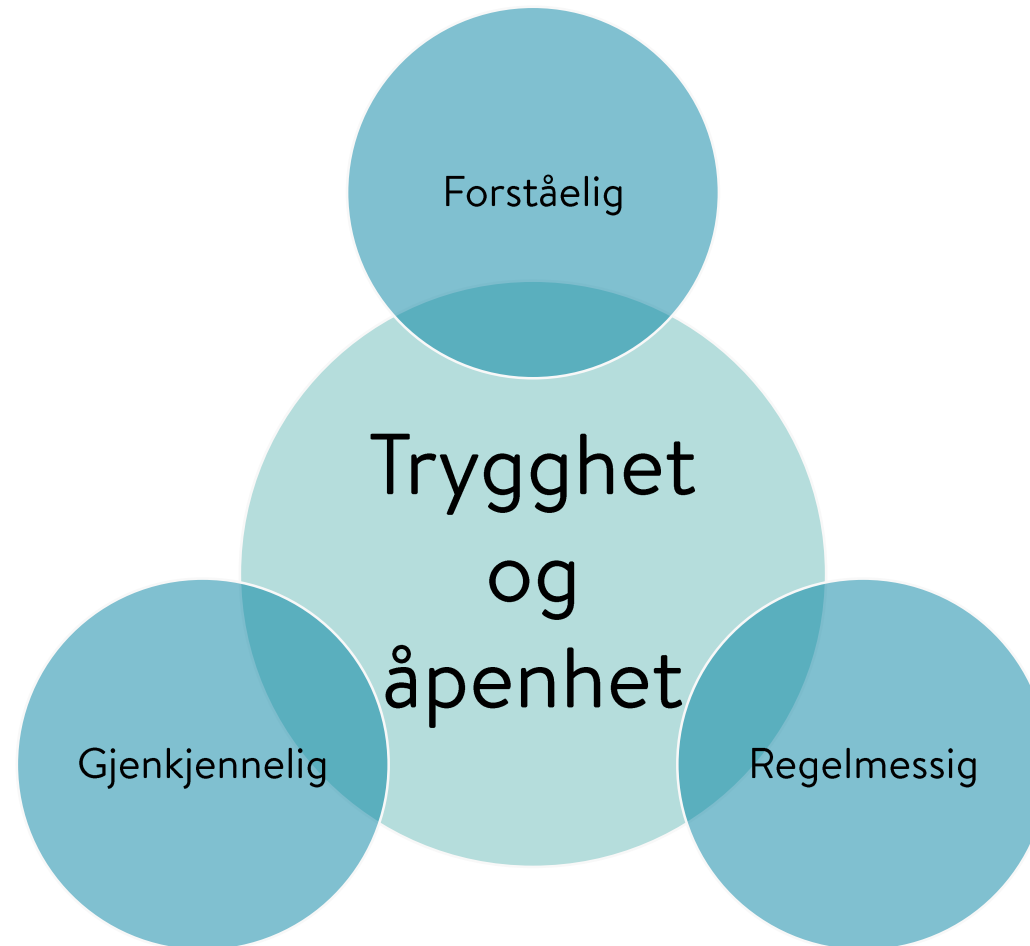 Forståelig
Trygghet
og
åpenhet
Gjenkjennelig
Regelmessig